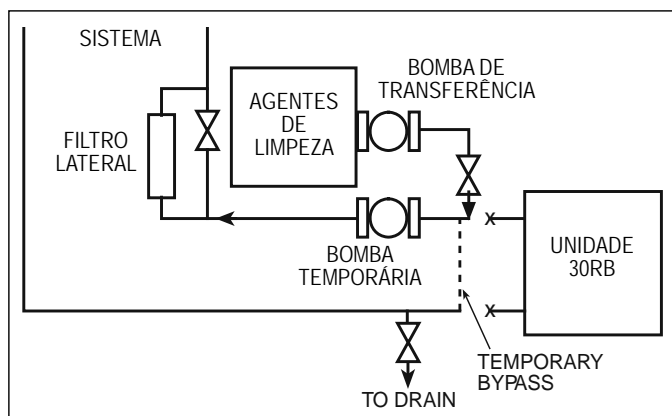 SISTEMA
BOMBA DE
TRANSFERÊNCIA
AGENTES
DE
LIMPEZA
FILTRO
LATERAL
BOMBA
TEMPORÁRIA
UNIDADE
30RB
X
X
TEMPORARY
BYPASS
TO DRAIN